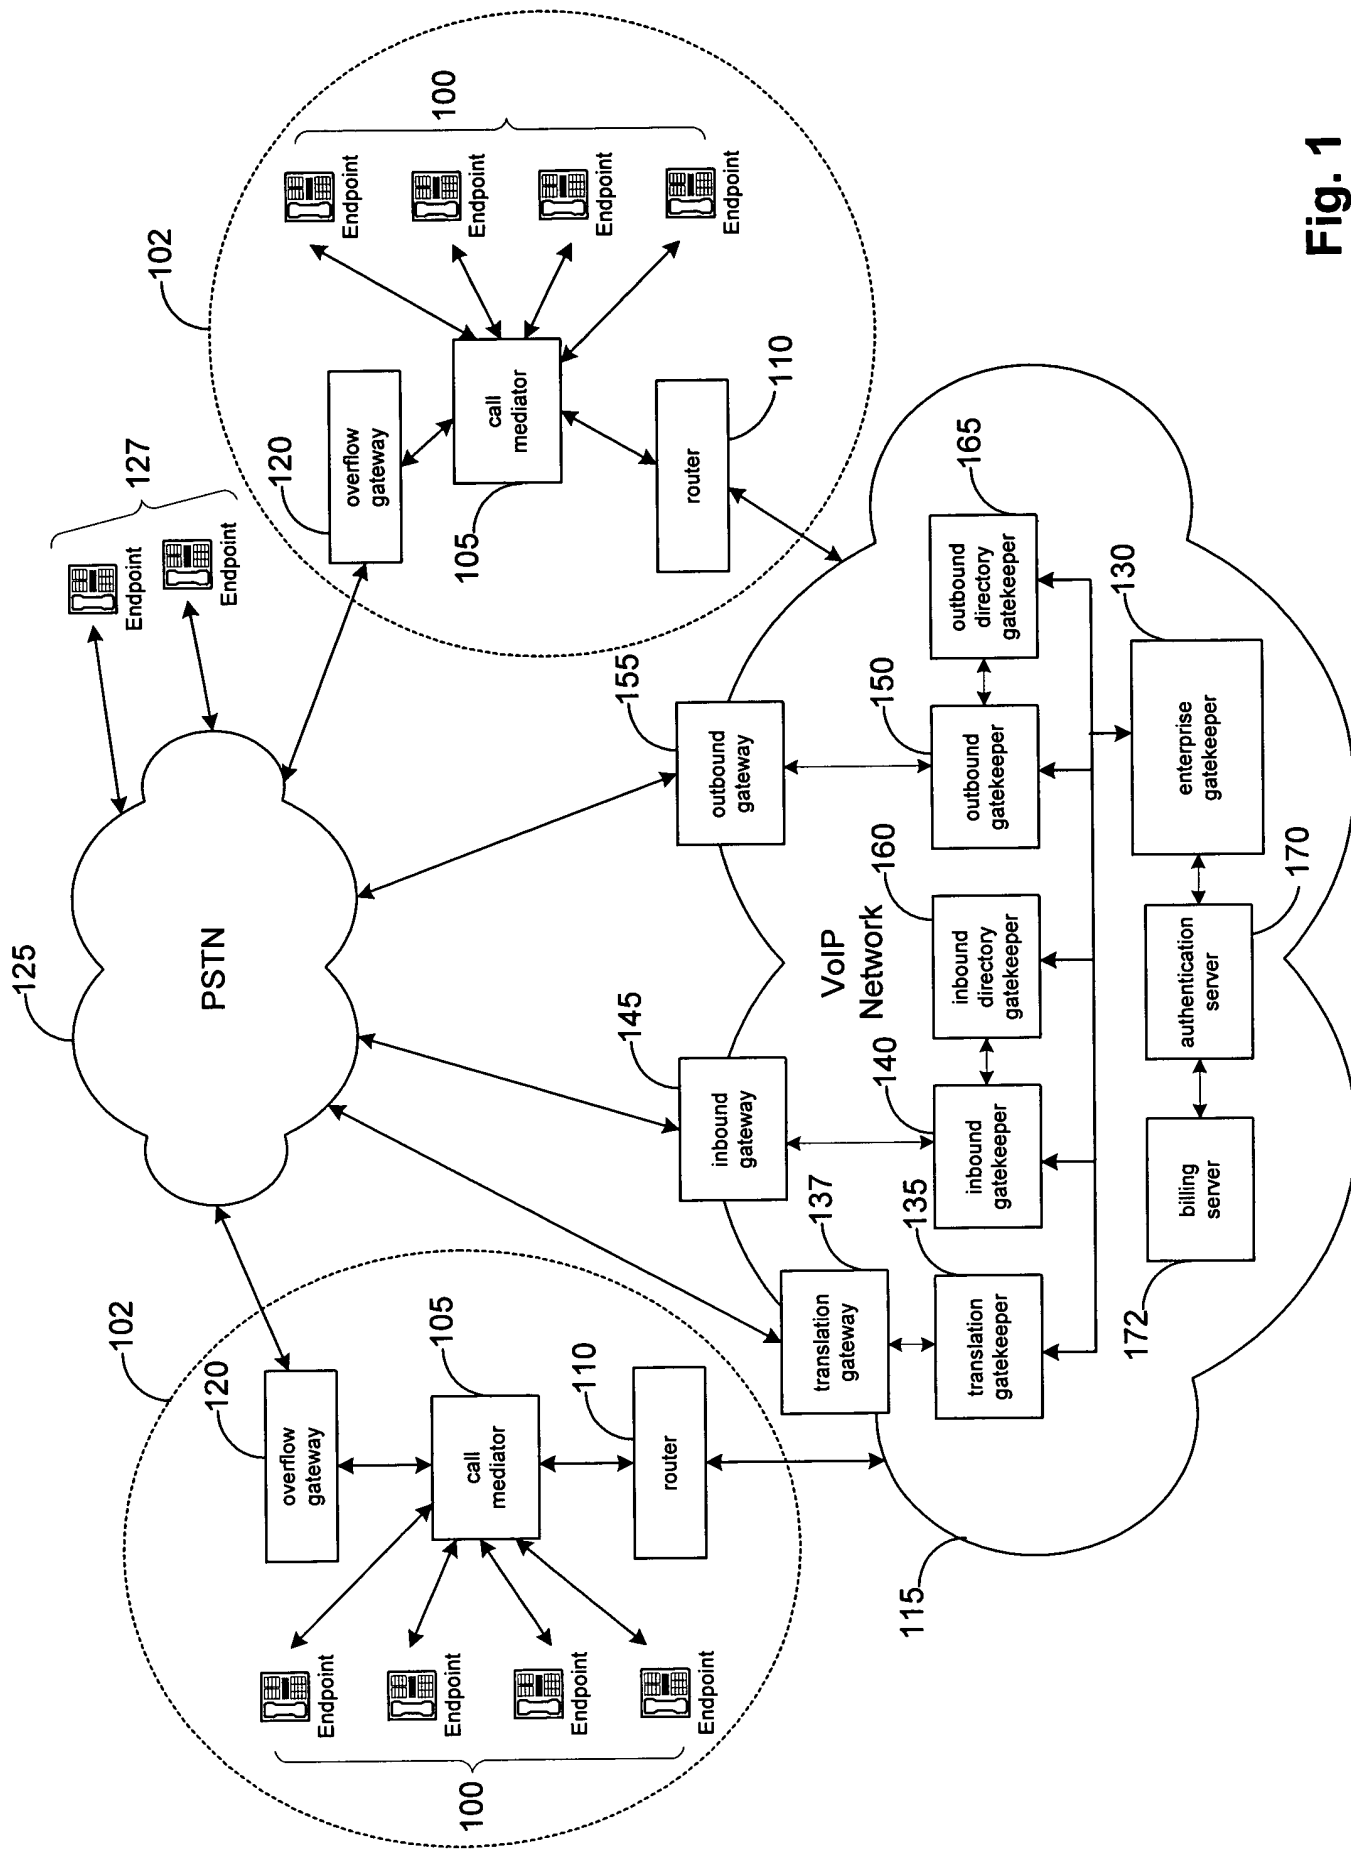 102
120
overflow
gateway
105
call
mediator
110
router
Endpoint
Endpoint
Endpoint
Endpoint
100
125
PSTN
127
Endpoint
Endpoint
102
120
overflow
gateway
105
call
mediator
110
router
Endpoint
Endpoint
Endpoint
Endpoint
100
115
VoIP
Network
137
translation
gateway
135
translation
gatekeeper
145
inbound
gateway
140
inbound
gatekeeper
160
inbound
directory
gatekeeper
155
outbound
gateway
150
outbound
gatekeeper
165
outbound
directory
gatekeeper
172
billing
server
authentication
server
170
enterprise
gatekeeper
130
Fig. 1